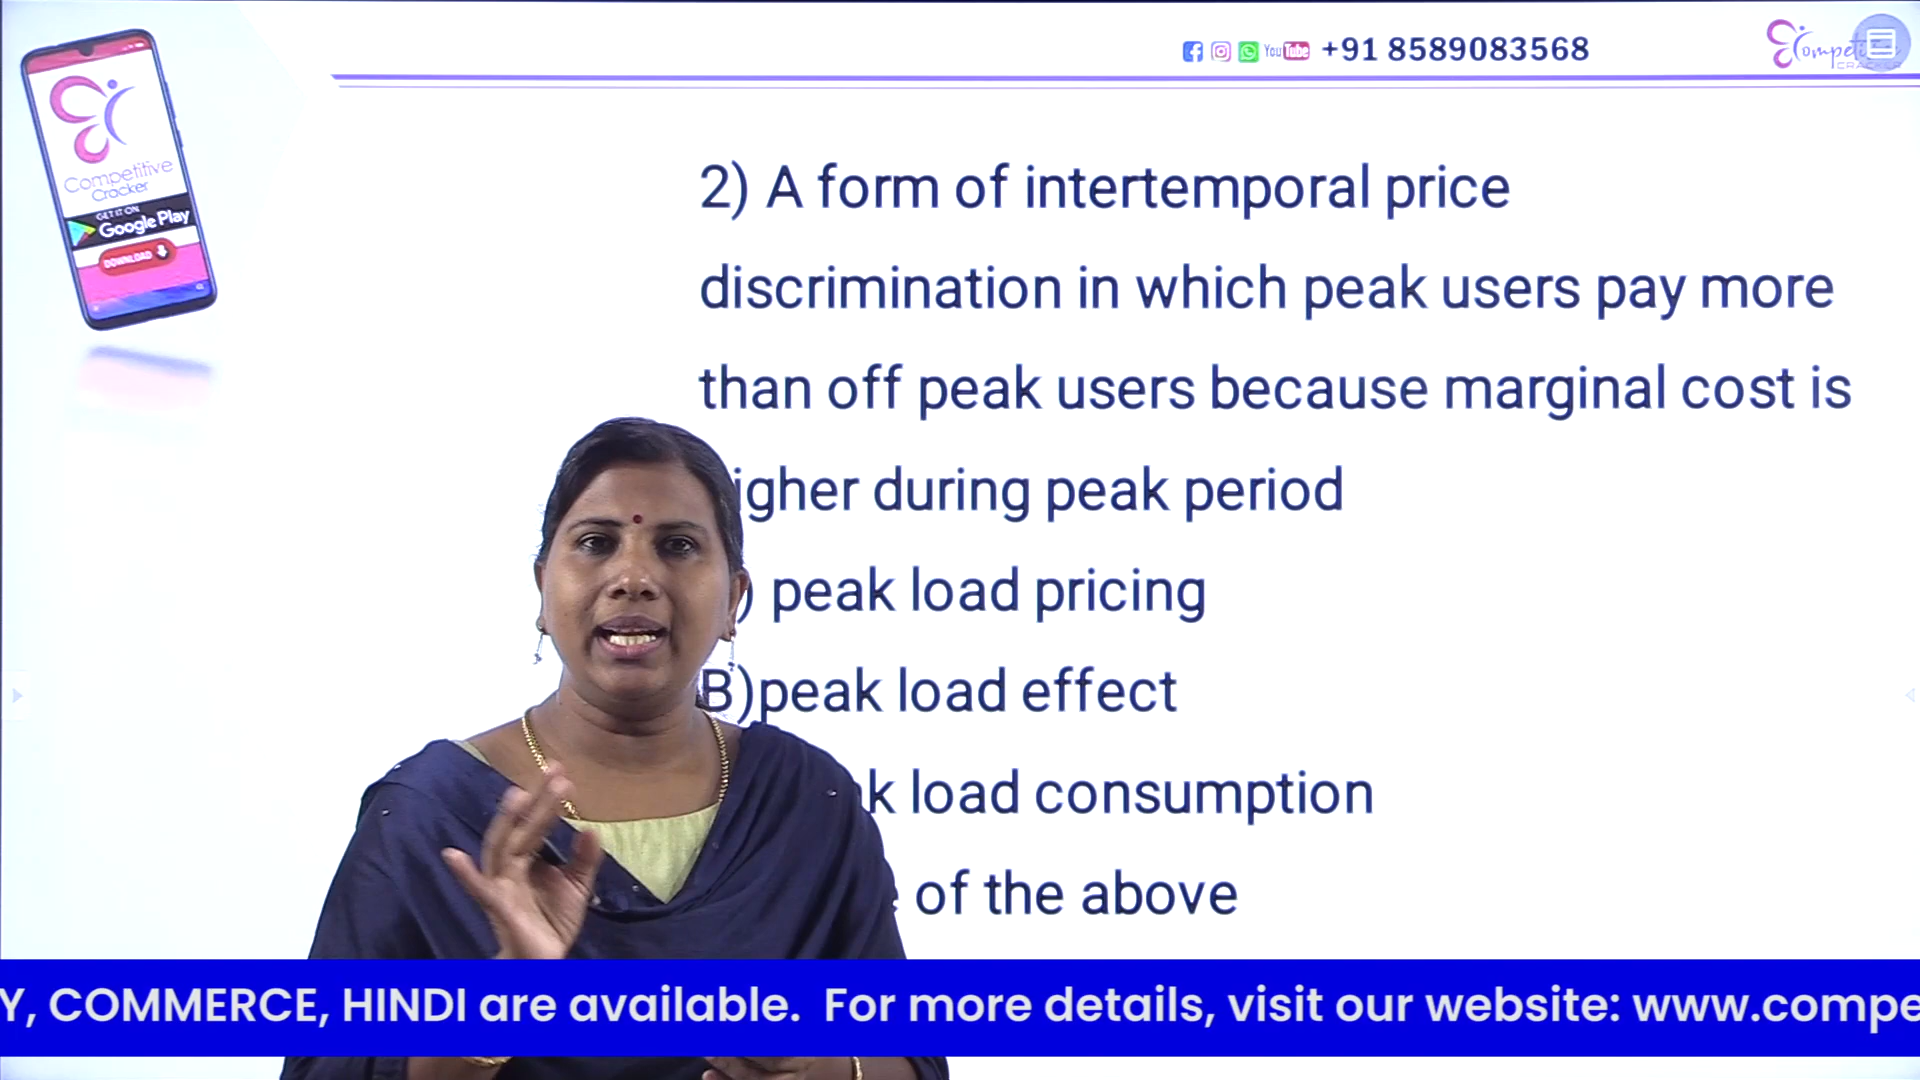 You Tube +91 8589083568
Competitive
Cracker
GET IT ON
Google Play
DOWNLOAD
2) A form of intertemporal price
discrimination in which peak users pay more
than off peak users because marginal cost is
igher during peak period
) peak load pricing
B)peak load effect
k load consumption
of the above
Y, COMMERCE, HINDI are available. For more details, visit our website: www.compe